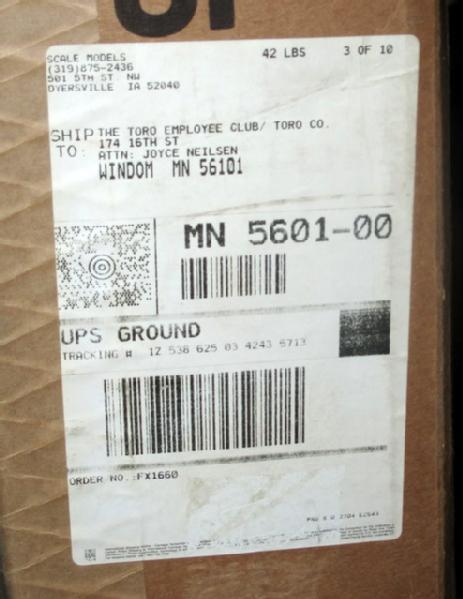 SCALE MODELS 42 LBS 3 OF 10
(319)875-2436
501 5TH ST. NW
DYERSVILLE IA 52040
SHIP TO: THE TORO EMPLOYEE CLUB/ TORO CO.
174 16TH ST
ATTN: JOYCE NEILSEN
WINDOM MN 56101
MN 5601-00
UPS GROUND
TRACKING # 1Z 538 625 03 4243 6713
ORDER NO.:FX1660